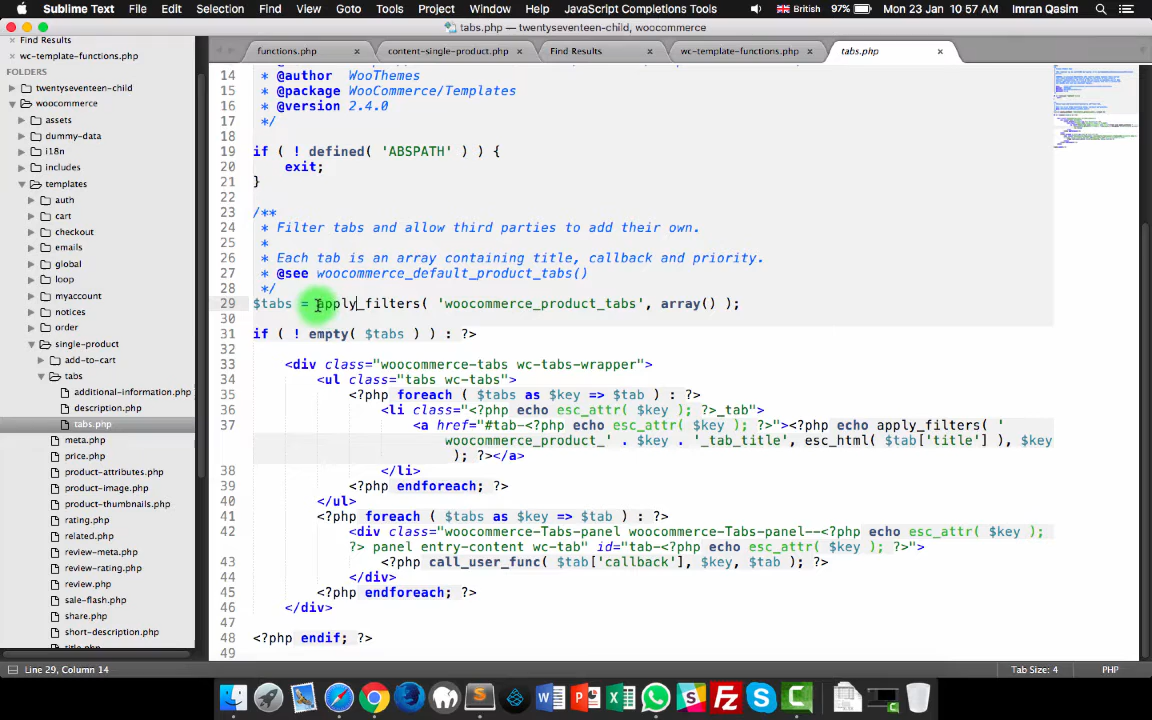 Sublime Text File Edit Selection Find View Goto Tools Project Window Help JavaScript Completions Tools British 97% Mon 23 Jan 10:57 AM Imran Qasim
tabs.php — twentyseventeen-child, woocommerce
Find Results
wc-template-functions.php
FOLDERS
twentyseventeen-child
woocommerce
assets
dummy-data
i18n
includes
templates
auth
cart
checkout
emails
global
loop
myaccount
notices
order
single-product
add-to-cart
tabs
additional-information.php
description.php
tabs.php
meta.php
price.php
product-attributes.php
product-image.php
product-thumbnails.php
rating.php
related.php
review-meta.php
review-rating.php
review.php
sale-flash.php
share.php
short-description.php
title.php
functions.php × content-single-product.php × Find Results × wc-template-functions.php × tabs.php ×
14 * @author WooThemes
15 * @package WooCommerce/Templates
16 * @version 2.4.0
17 */
18
19 if ( ! defined( 'ABSPATH' ) ) {
20 exit;
21 }
22
23 /**
24 * Filter tabs and allow third parties to add their own.
25 *
26 * Each tab is an array containing title, callback and priority.
27 * @see woocommerce_default_product_tabs()
28 */
29 $tabs = apply_filters( 'woocommerce_product_tabs', array() );
30
31 if ( ! empty( $tabs ) ) : ?>
32
33 <div class="woocommerce-tabs wc-tabs-wrapper">
34 <ul class="tabs wc-tabs">
35 <?php foreach ( $tabs as $key => $tab ) : ?>
36 <li class="<?php echo esc_attr( $key ); ?>_tab">
37 <a href="#tab-<?php echo esc_attr( $key ); ?>"><?php echo apply_filters( '
woocommerce_product_' . $key . '_tab_title', esc_html( $tab['title'] ), $key
); ?></a>
38 </li>
39 <?php endforeach; ?>
40 </ul>
41 <?php foreach ( $tabs as $key => $tab ) : ?>
42 <div class="woocommerce-Tabs-panel woocommerce-Tabs-panel--<?php echo esc_attr( $key );
?> panel entry-content wc-tab" id="tab-<?php echo esc_attr( $key ); ?>">
43 <?php call_user_func( $tab['callback'], $key, $tab ); ?>
44 </div>
45 <?php endforeach; ?>
46 </div>
47
48 <?php endif; ?>
49
Line 29, Column 14 Tab Size: 4 PHP